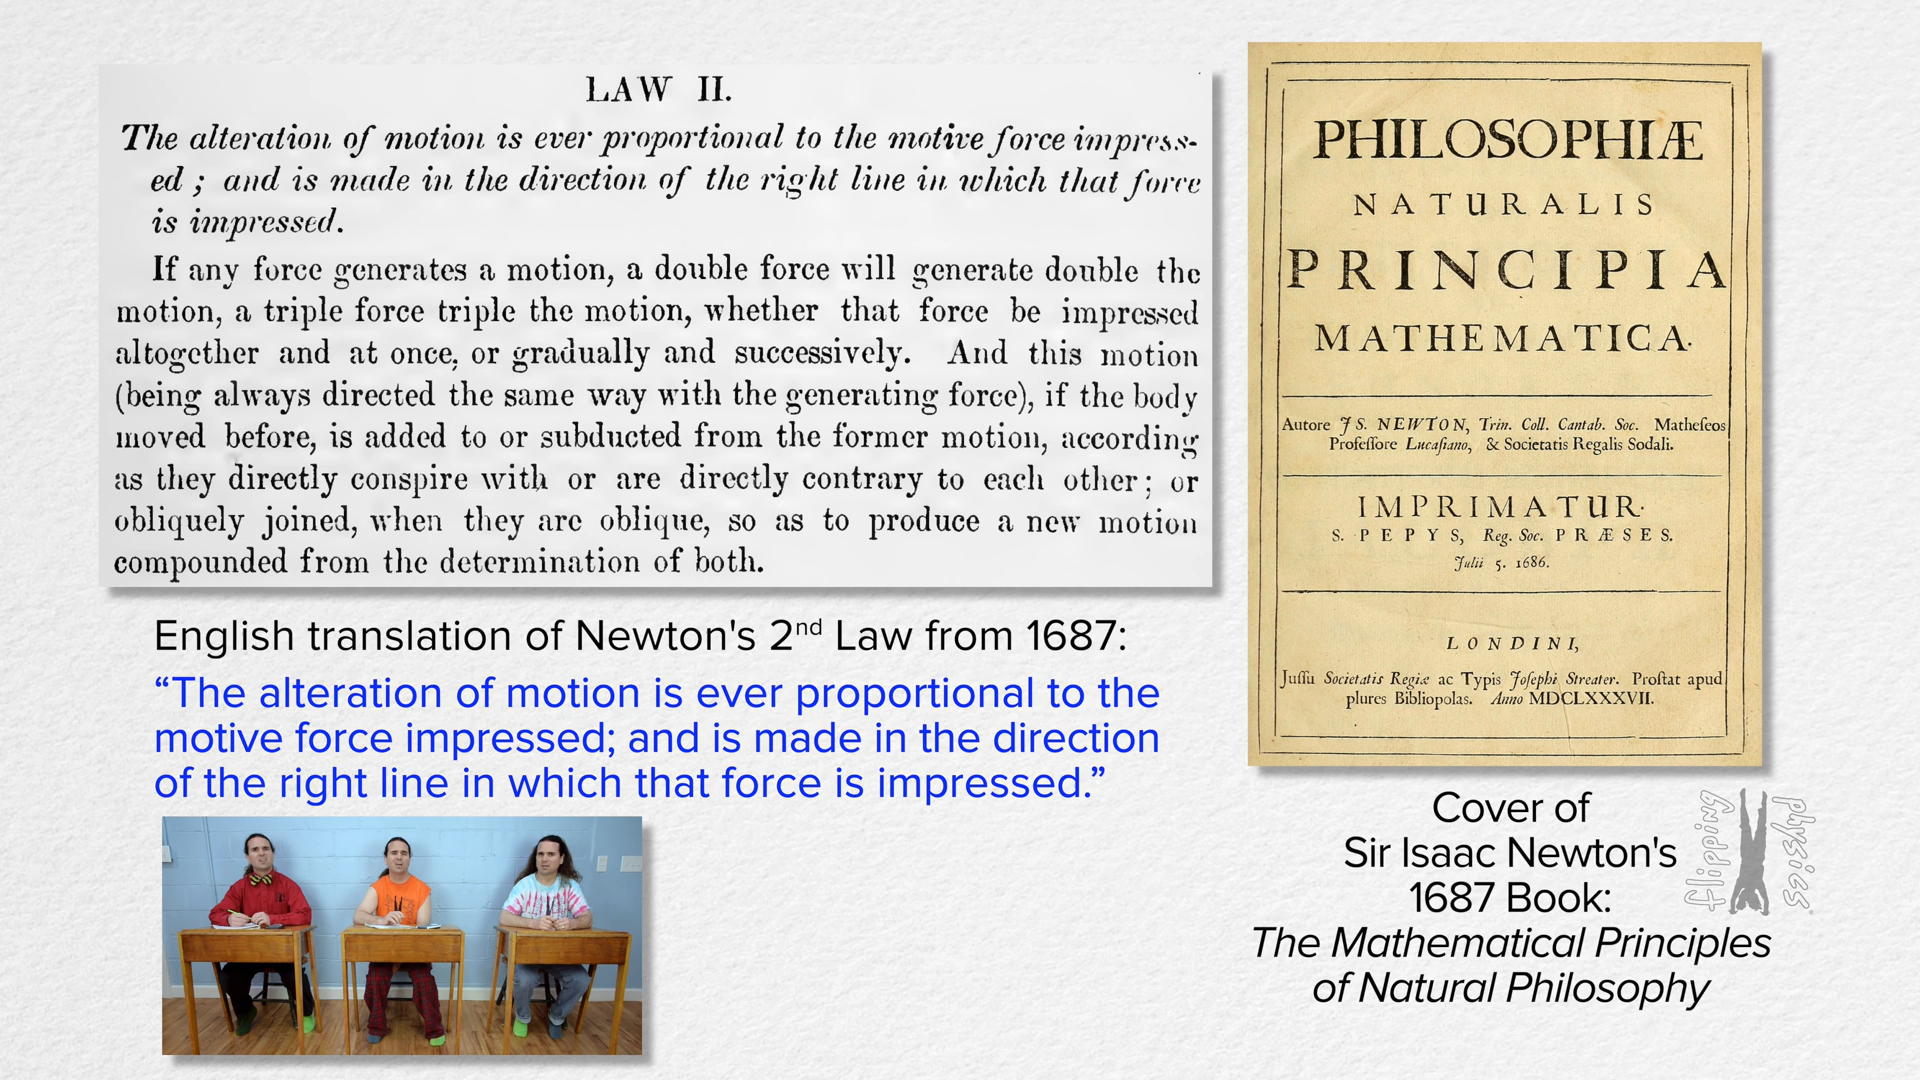 LAW II.
The alteration of motion is ever proportional to the motive force impress-
ed ; and is made in the direction of the right line in which that force
is impressed.
If any force generates a motion, a double force will generate double the
motion, a triple force triple the motion, whether that force be impressed
altogether and at once, or gradually and successively. And this motion
(being always directed the same way with the generating force), if the body
moved before, is added to or subducted from the former motion, according
as they directly conspire with or are directly contrary to each other; or
obliquely joined, when they are oblique, so as to produce a new motion
compounded from the determination of both.
English translation of Newton's 2nd Law from 1687:
“The alteration of motion is ever proportional to the
motive force impressed; and is made in the direction
of the right line in which that force is impressed.”
PHILOSOPHIÆ
NATURALIS
PRINCIPIA
MATHEMATICA.
Autore JS. NEWTON, Trin. Coll. Cantab. Soc. Matheſeos
Profeſſore Lucaſiano, & Societatis Regalis Sodali.
IMPRIMATUR.
S. PEPYS, Reg. Soc. PRÆSES.
Julii 5. 1686.
LONDINI,
Juſſu Societatis Regiæ ac Typis Joſephi Streater. Proſtat apud
plures Bibliopolas. Anno MDCLXXXVII.
Cover of
Sir Isaac Newton's
1687 Book:
The Mathematical Principles
of Natural Philosophy
flipping physics